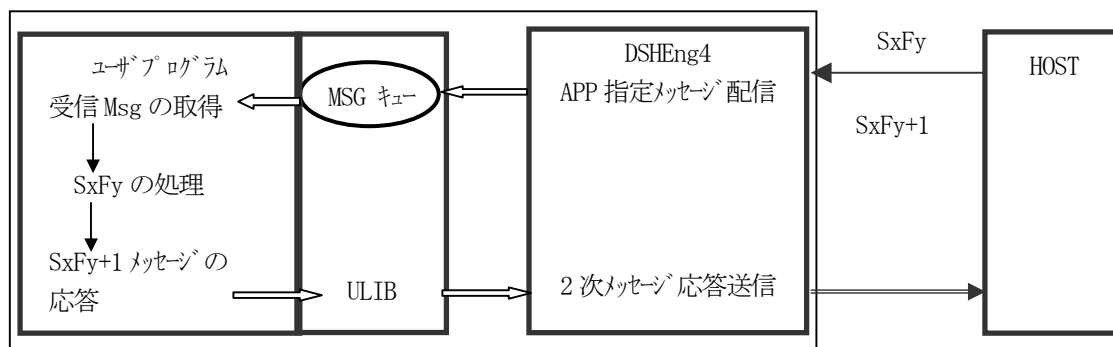 ﾕｰｻﾞﾌﾟﾛｸﾞﾗﾑ
受信 Msg の取得
SxFy の処理
SxFy+1 ﾒｯｾｰｼﾞの
応答
MSG ｷｭｰ
ULIB
DSHEng4
APP 指定ﾒｯｾｰｼﾞ配信
2 次ﾒｯｾｰｼﾞ応答送信
SxFy
SxFy+1
HOST